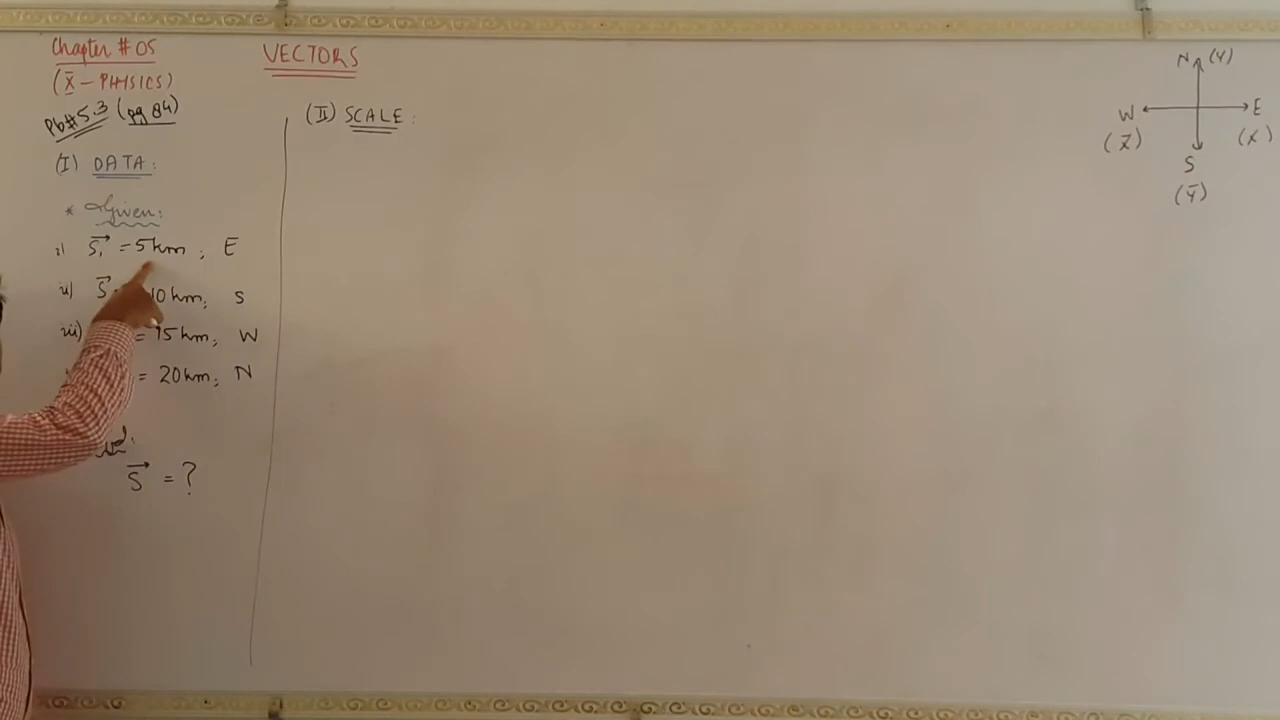 Chapter # 05
(X̄ - PHYSICS)
VECTORS
Pb# 5.3 (pg 84)
(I) DATA:
* Given:
i) S₁⃗ = 5 km ; E
ii) S⃗ 10 km ; S
iii) = 15 km ; W
= 20 km ; N
S⃗ = ?
(II) SCALE :
N (Y)
W
E
(X̄)
(X)
S
(Ȳ)